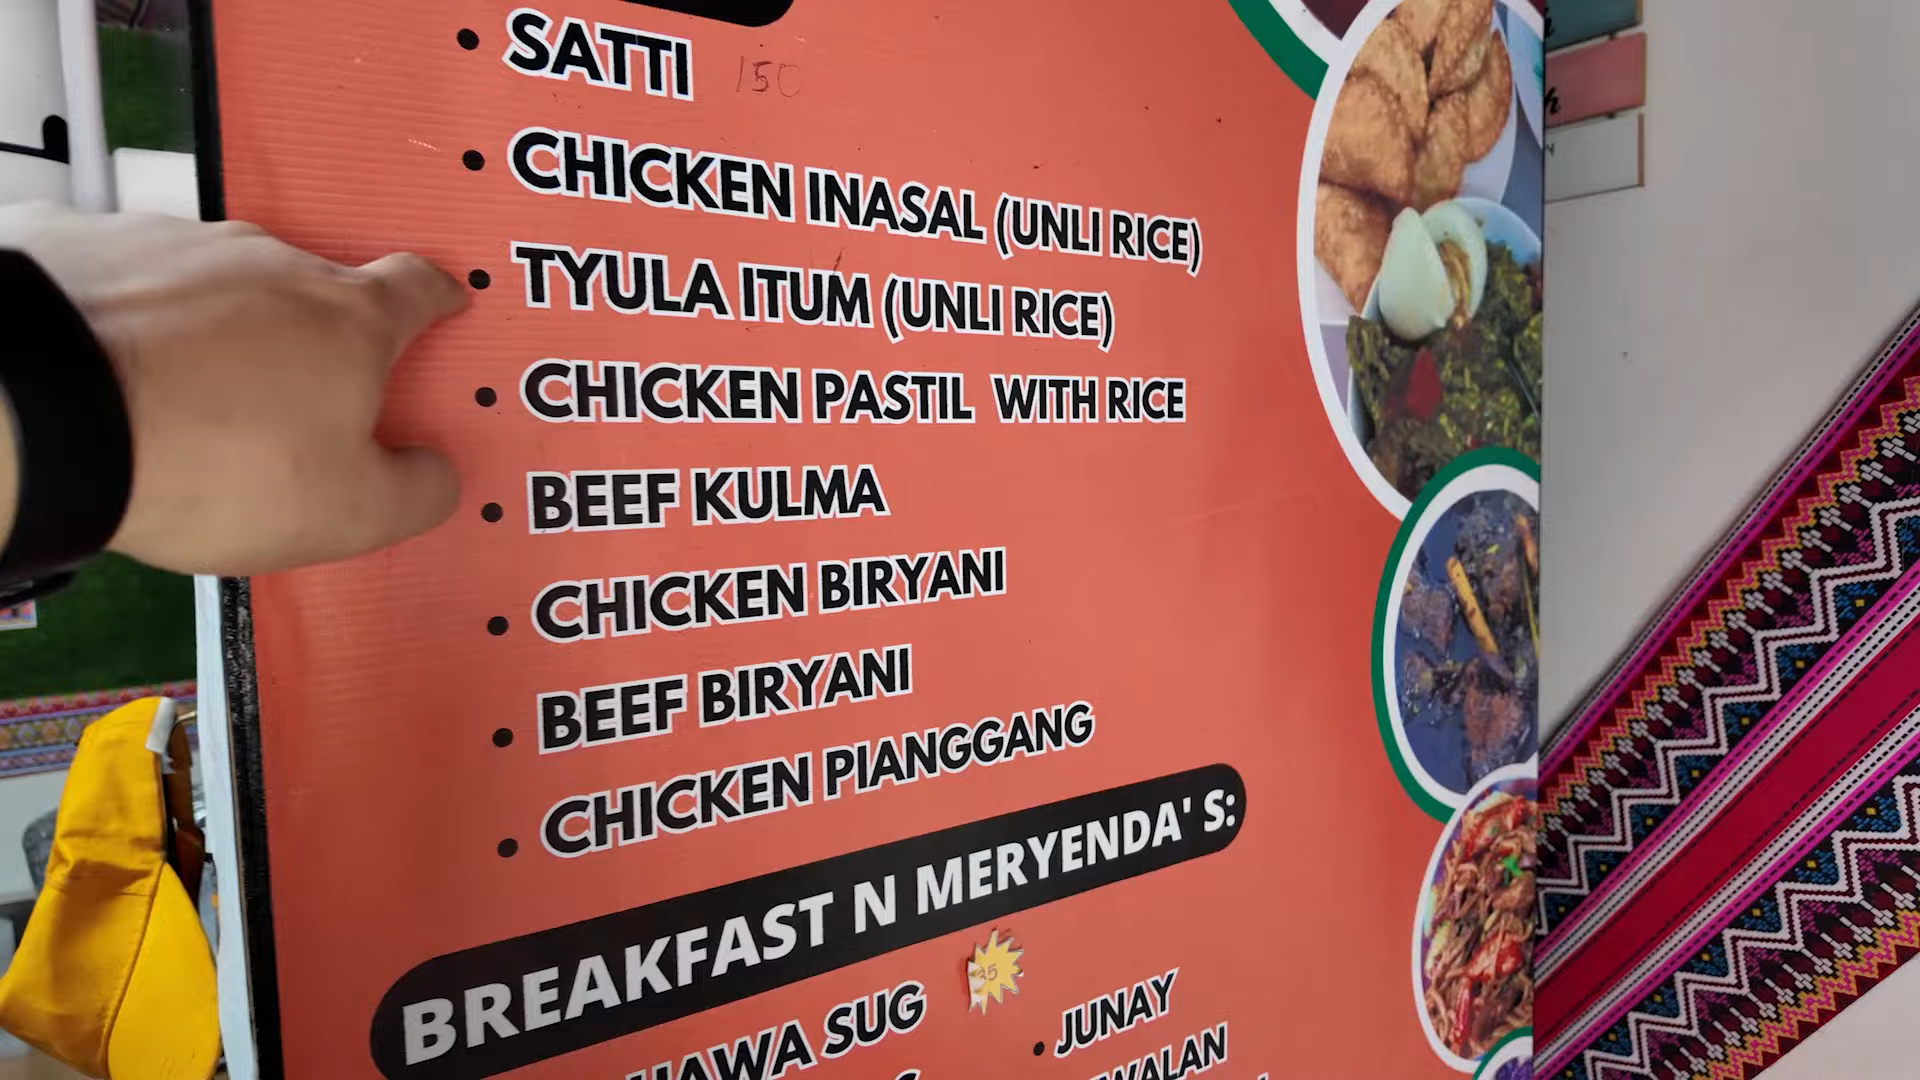 SATTI 150
CHICKEN INASAL (UNLI RICE)
TYULA ITUM (UNLI RICE)
CHICKEN PASTIL WITH RICE
BEEF KULMA
CHICKEN BIRYANI
BEEF BIRYANI
CHICKEN PIANGGANG
BREAKFAST N MERYENDA' S:
SUG
35
JUNAY